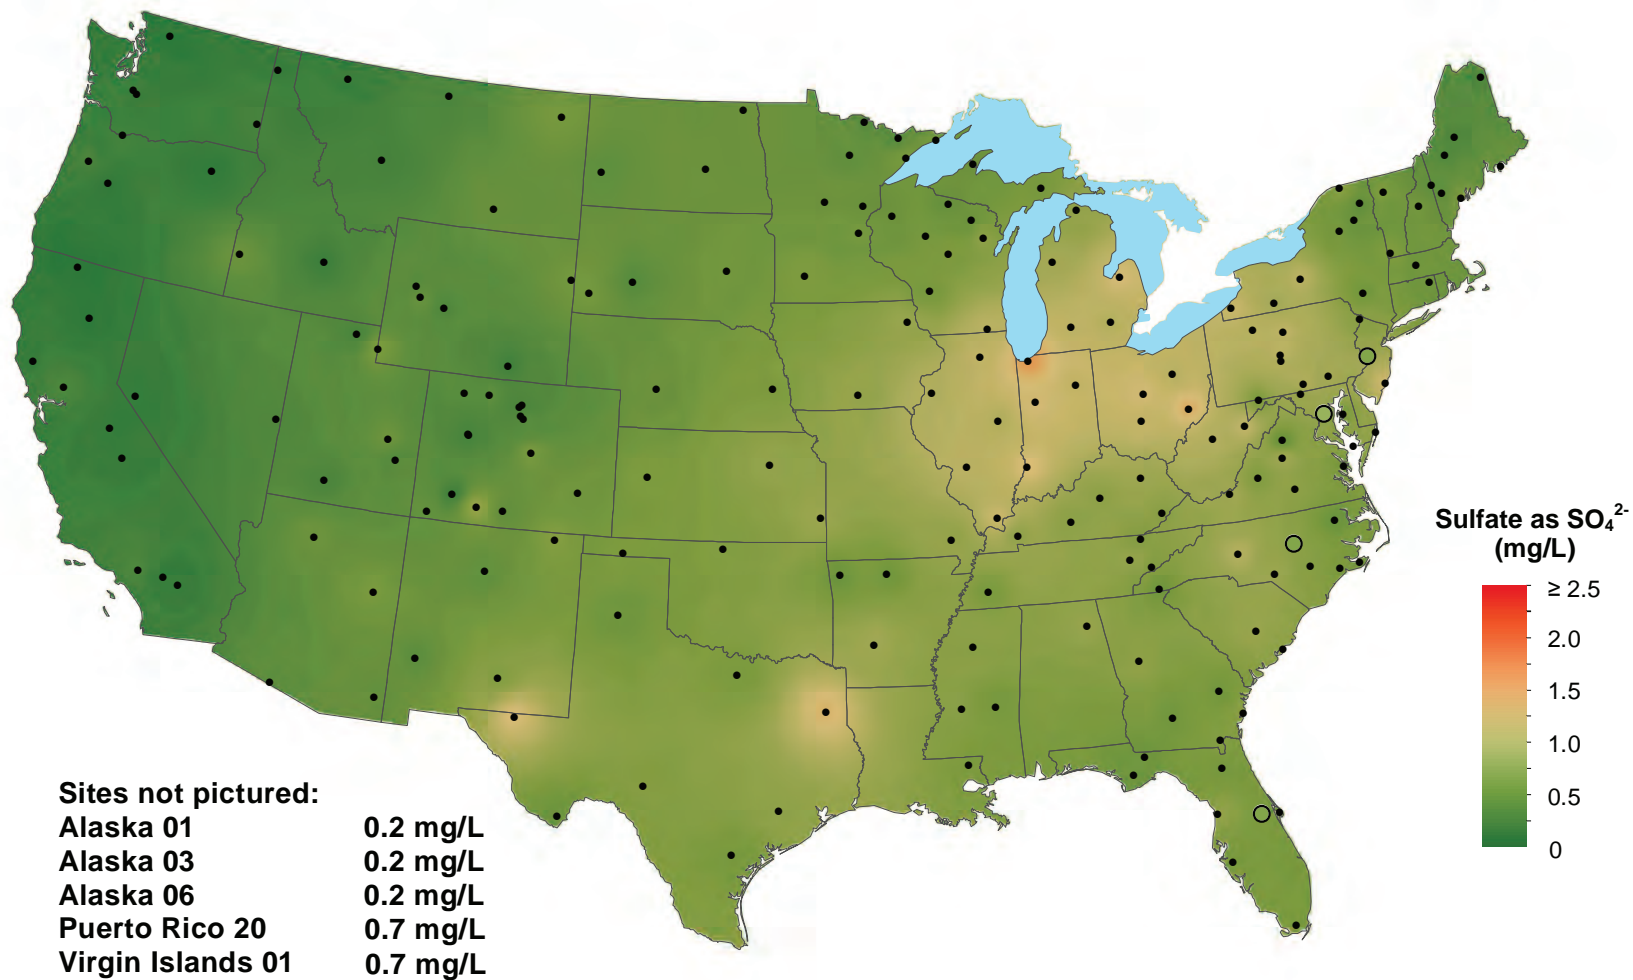 Sulfate as SO₄²⁻
(mg/L)
≥ 2.5
2.0
1.5
1.0
0.5
0
Sites not pictured:
Alaska 01 0.2 mg/L
Alaska 03 0.2 mg/L
Alaska 06 0.2 mg/L
Puerto Rico 20 0.7 mg/L
Virgin Islands 01 0.7 mg/L